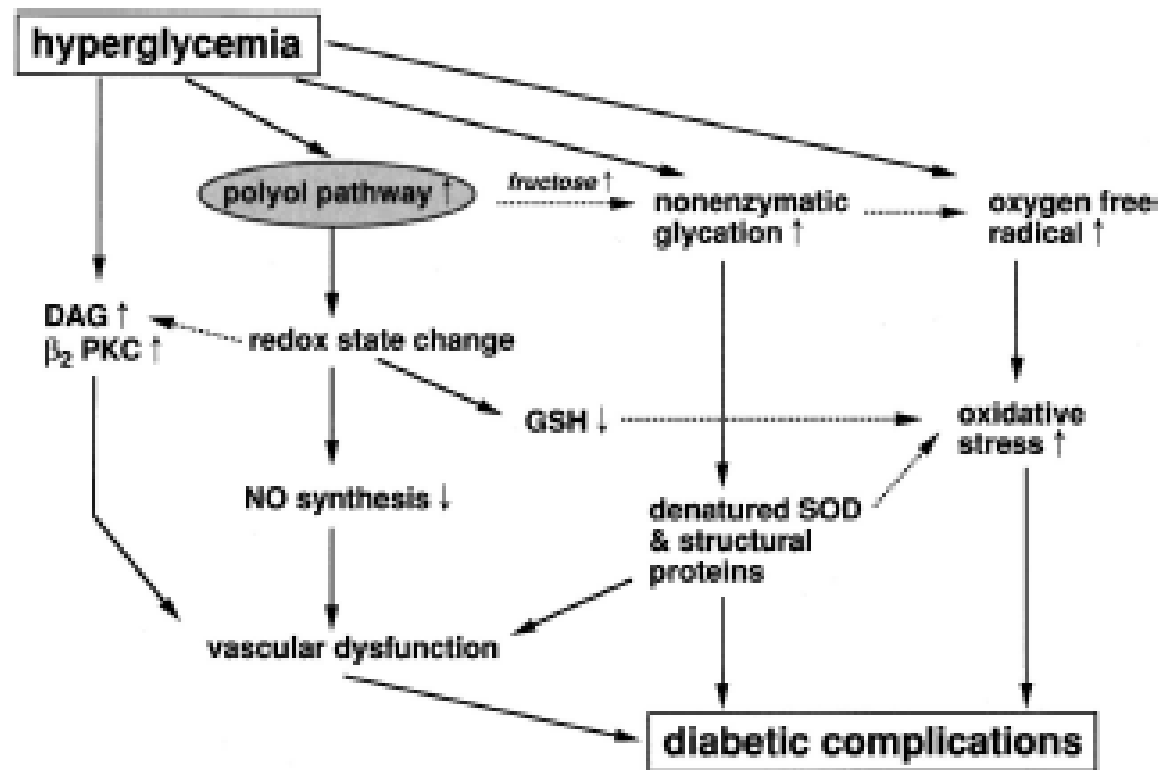 hyperglycemia
polyol pathway ↑
fructose ↑
nonenzymatic
glycation ↑
oxygen free-
radical ↑
DAG ↑
β₂ PKC ↑
redox state change
GSH ↓
oxidative
stress ↑
NO synthesis ↓
denatured SOD
& structural
proteins
vascular dysfunction
diabetic complications